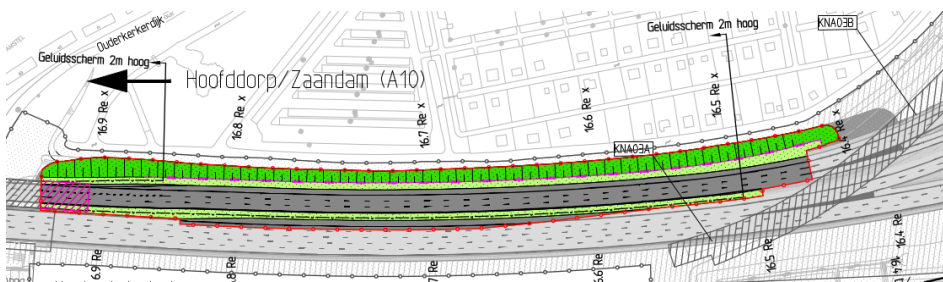 KNA03B
Geluidsscherm 2m hoog
Ouderkerkerdijk
AMSTEL
Geluidsscherm 2m hoog
Hoofddorp/Zaandam (A10)
16.9 Re x
16.8 Re x
16.7 Re x
16.6 Re x
16.5 Re x
16.4 Re x
KNA03A
16.9 Re
16.6 Re
16.5 Re
16.4 Re